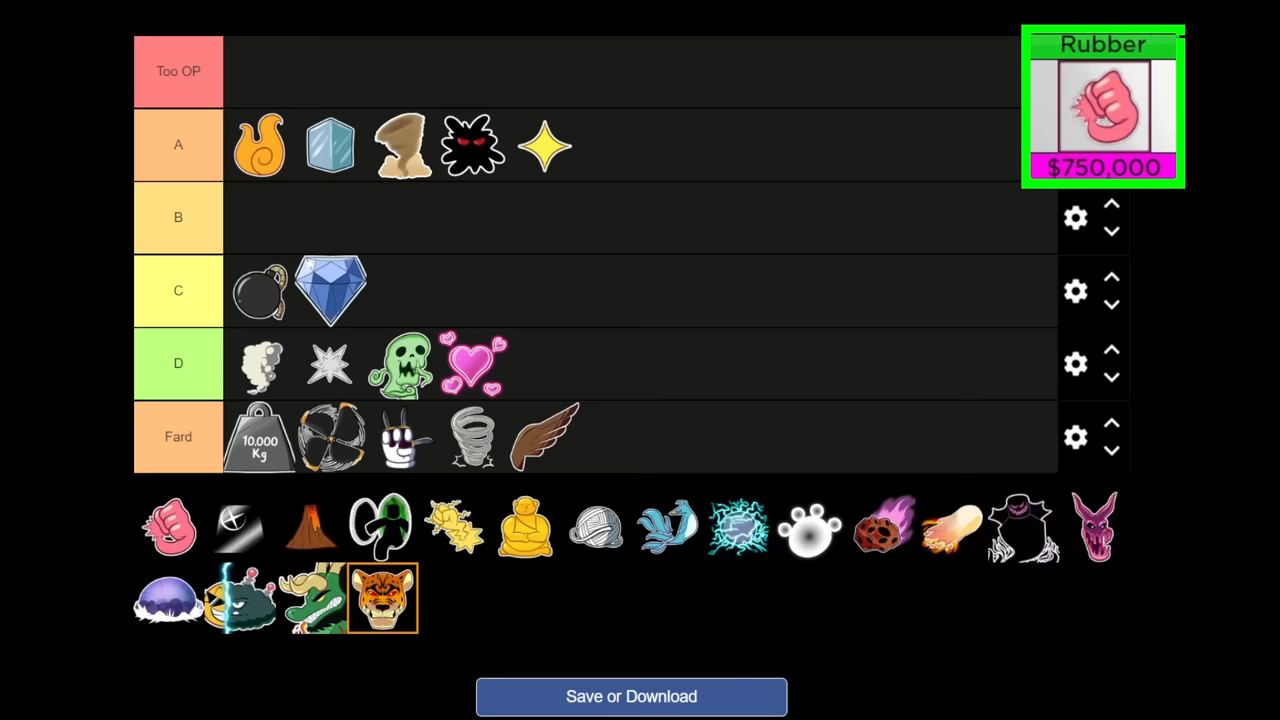 Too OP
Rubber
$750,000
A
B
C
D
Fard
10,000
Kg
Save or Download